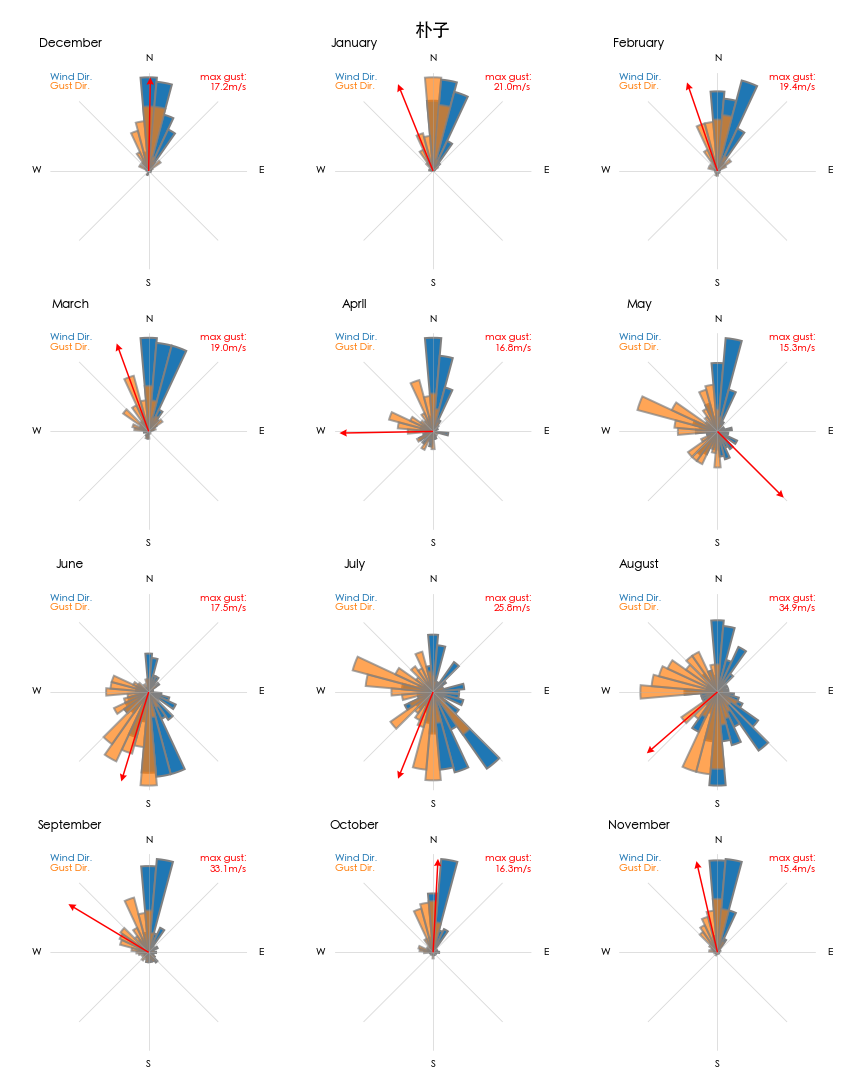 朴子
December
N
Wind Dir.
Gust Dir.
max gust:
17.2m/s
W
E
S
January
N
Wind Dir.
Gust Dir.
max gust:
21.0m/s
W
E
S
February
N
Wind Dir.
Gust Dir.
max gust:
19.4m/s
W
E
S
March
N
Wind Dir.
Gust Dir.
max gust:
19.0m/s
W
E
S
April
N
Wind Dir.
Gust Dir.
max gust:
16.8m/s
W
E
S
May
N
Wind Dir.
Gust Dir.
max gust:
15.3m/s
W
E
S
June
N
Wind Dir.
Gust Dir.
max gust:
17.5m/s
W
E
S
July
N
Wind Dir.
Gust Dir.
max gust:
25.8m/s
W
E
S
August
N
Wind Dir.
Gust Dir.
max gust:
34.9m/s
W
E
S
September
N
Wind Dir.
Gust Dir.
max gust:
33.1m/s
W
E
S
October
N
Wind Dir.
Gust Dir.
max gust:
16.3m/s
W
E
S
November
N
Wind Dir.
Gust Dir.
max gust:
15.4m/s
W
E
S